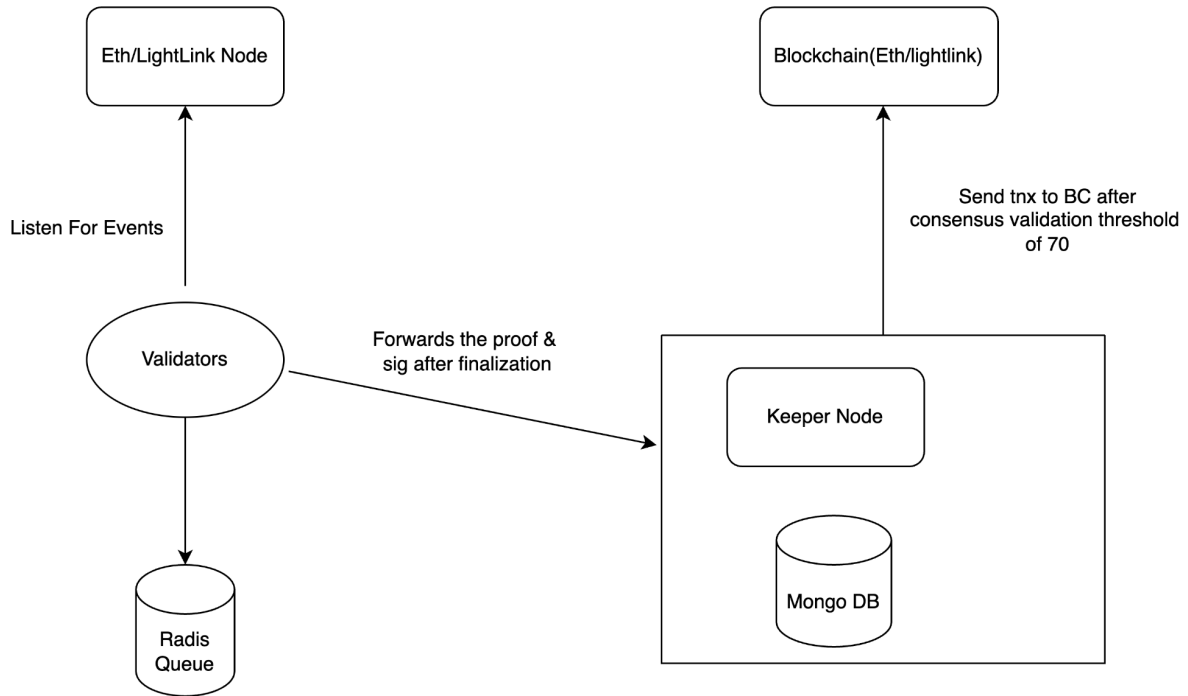 Eth/LightLink Node
Blockchain(Eth/lightlink)
Listen For Events
Send tnx to BC after
consensus validation threshold
of 70
Validators
Forwards the proof &
sig after finalization
Keeper Node
Mongo DB
Radis
Queue